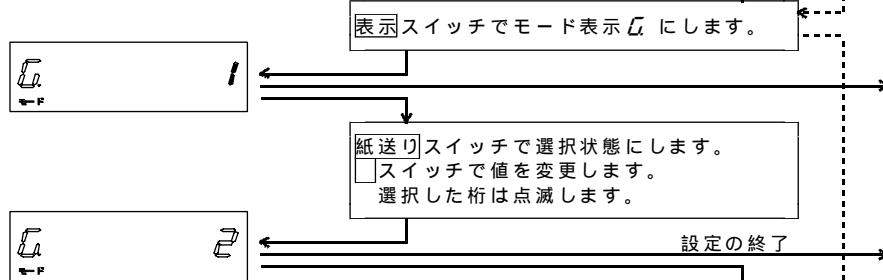 表示スイッチでモード表示 G. にします。
G. 1
モード
紙送りスイッチで選択状態にします。
スイッチで値を変更します。
選択した桁は点滅します。
G. 2
モード
設定の終了